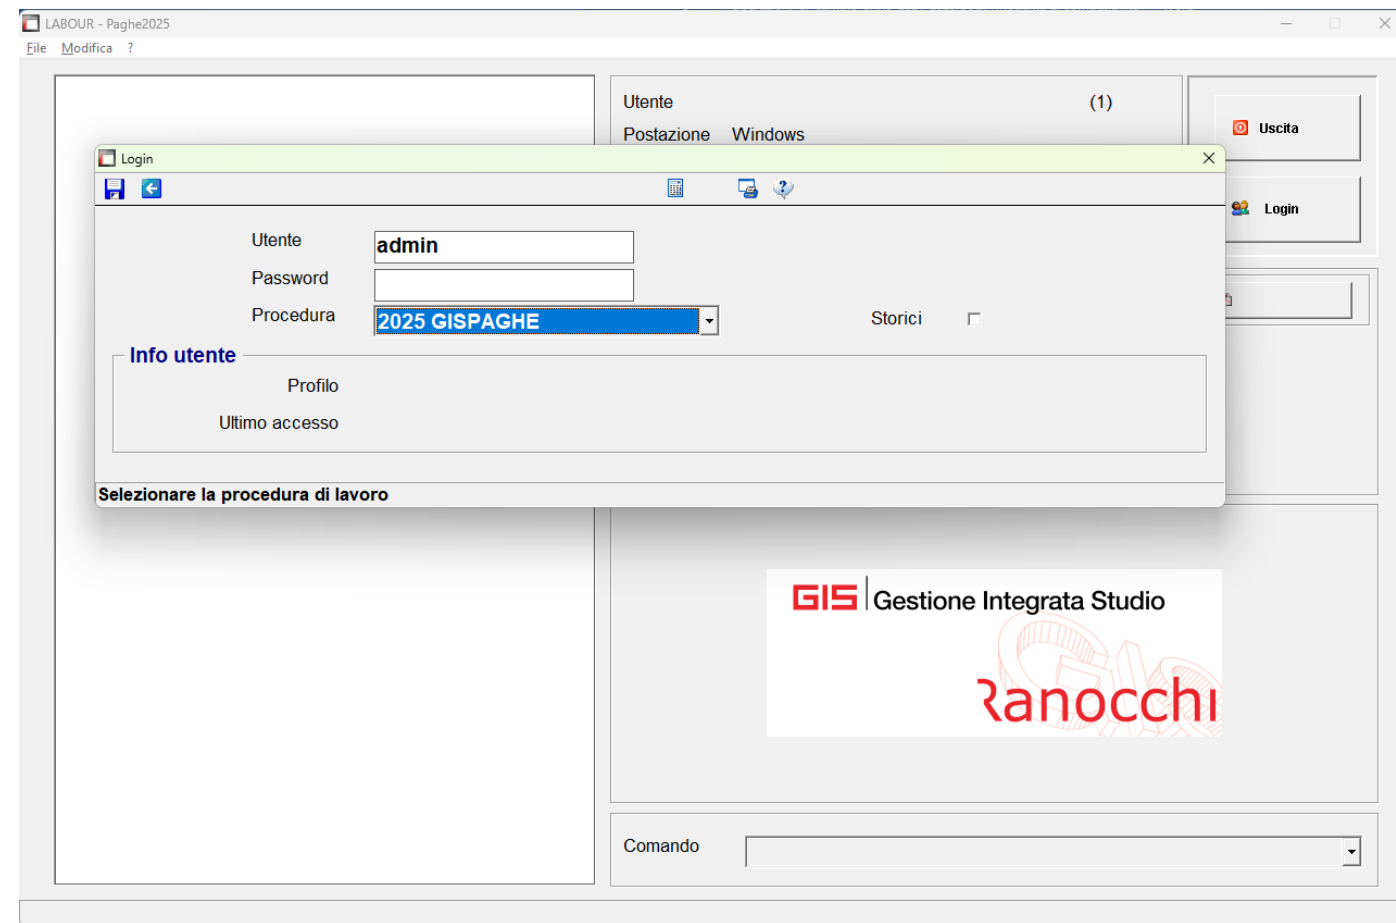 LABOUR - Paghe2025
File Modifica ?
Utente (1)
Postazione Windows
Uscita
Login
Login
Utente admin
Password
Procedura 2025 GISPAGHE Storici
Info utente
Profilo
Ultimo accesso
Selezionare la procedura di lavoro
GIS Gestione Integrata Studio
Ranocchi
Comando